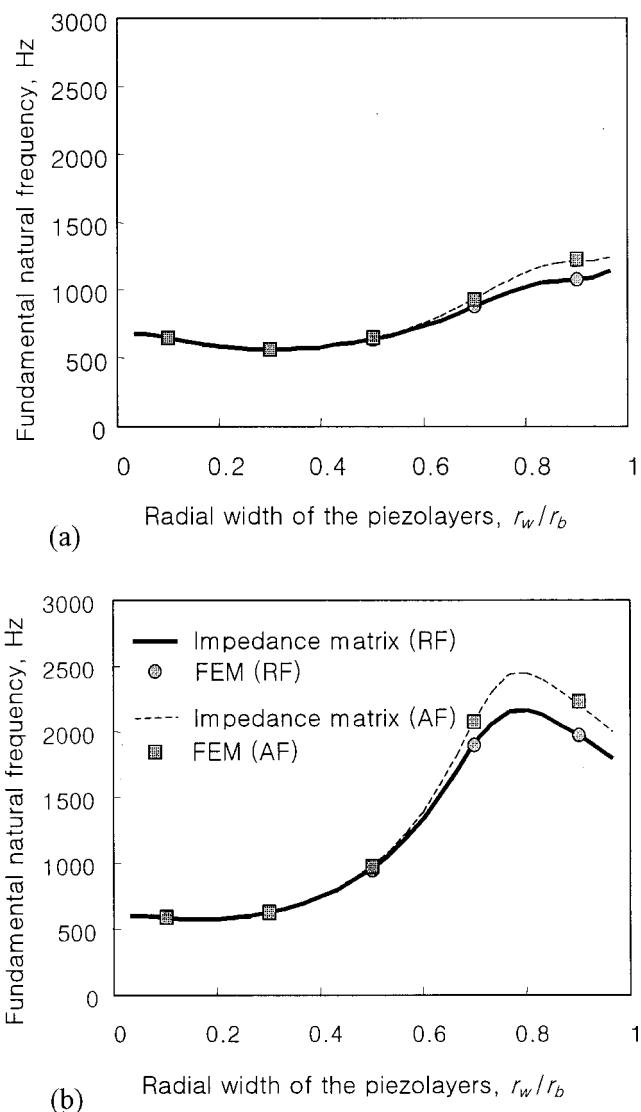 3000
2500
2000
1500
1000
500
0
Fundamental natural frequency, Hz
0 0.2 0.4 0.6 0.8 1
Radial width of the piezolayers, r_w/r_b
(a)
3000
2500
2000
1500
1000
500
0
Fundamental natural frequency, Hz
Impedance matrix (RF)
FEM (RF)
Impedance matrix (AF)
FEM (AF)
0 0.2 0.4 0.6 0.8 1
Radial width of the piezolayers, r_w/r_b
(b)